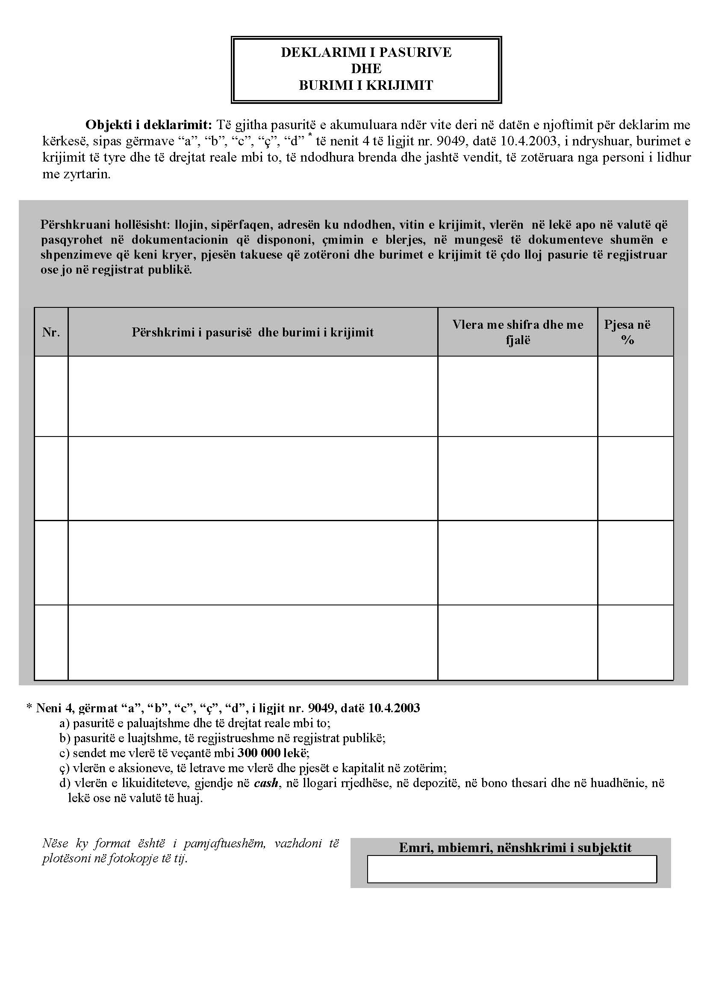 DEKLARIMI I PASURIVE
DHE
BURIMI I KRIJIMIT
Objekti i deklarimit: Të gjitha pasuritë e akumuluara ndër vite deri në datën e njoftimit për deklarim me
kërkesë, sipas gërmave “a”, “b”, “c”, “ç”, “d” * të nenit 4 të ligjit nr. 9049, datë 10.4.2003, i ndryshuar, burimet e
krijimit të tyre dhe të drejtat reale mbi to, të ndodhura brenda dhe jashtë vendit, të zotëruara nga personi i lidhur
me zyrtarin.
Përshkruani hollësisht: llojin, sipërfaqen, adresën ku ndodhen, vitin e krijimit, vlerën në lekë apo në valutë që
pasqyrohet në dokumentacionin që dispononi, çmimin e blerjes, në mungesë të dokumenteve shumën e
shpenzimeve që keni kryer, pjesën takuese që zotëroni dhe burimet e krijimit të çdo lloj pasurie të regjistruar
ose jo në regjistrat publikë.
Nr.
Përshkrimi i pasurisë dhe burimi i krijimit
Vlera me shifra dhe me
fjalë
Pjesa në
%
* Neni 4, gërmat “a”, “b”, “c”, “ç”, “d”, i ligjit nr. 9049, datë 10.4.2003
a) pasuritë e paluajtshme dhe të drejtat reale mbi to;
b) pasuritë e luajtshme, të regjistrueshme në regjistrat publikë;
c) sendet me vlerë të veçantë mbi 300 000 lekë;
ç) vlerën e aksioneve, të letrave me vlerë dhe pjesët e kapitalit në zotërim;
d) vlerën e likuiditeteve, gjendje në cash, në llogari rrjedhëse, në depozitë, në bono thesari dhe në huadhënie, në
lekë ose në valutë të huaj.
Nëse ky format është i pamjaftueshëm, vazhdoni të
plotësoni në fotokopje të tij.
Emri, mbiemri, nënshkrimi i subjektit